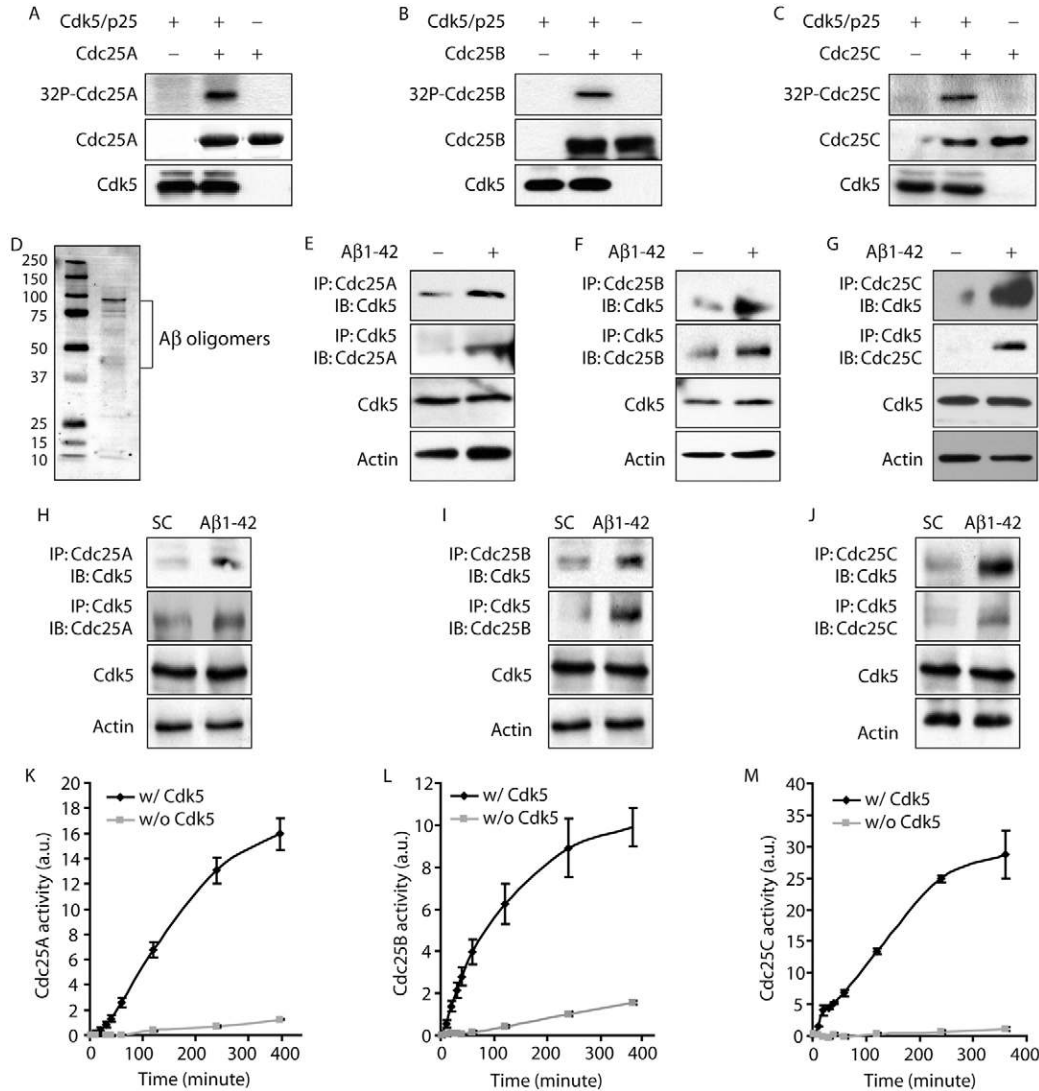 A
Cdk5/p25 + + −
Cdc25A − + +
32P-Cdc25A
Cdc25A
Cdk5
B
Cdk5/p25 + + −
Cdc25B − + +
32P-Cdc25B
Cdc25B
Cdk5
C
Cdk5/p25 + + −
Cdc25C − + +
32P-Cdc25C
Cdc25C
Cdk5
D
250
150
100
75
50
37
25
15
10
Aβ oligomers
E
Aβ1-42 − +
IP: Cdc25A
IB: Cdk5
IP: Cdk5
IB: Cdc25A
Cdk5
Actin
F
Aβ1-42 − +
IP: Cdc25B
IB: Cdk5
IP: Cdk5
IB: Cdc25B
Cdk5
Actin
G
Aβ1-42 − +
IP: Cdc25C
IB: Cdk5
IP: Cdk5
IB: Cdc25C
Cdk5
Actin
H
SC Aβ1-42
IP: Cdc25A
IB: Cdk5
IP: Cdk5
IB: Cdc25A
Cdk5
Actin
I
SC Aβ1-42
IP: Cdc25B
IB: Cdk5
IP: Cdk5
IB: Cdc25B
Cdk5
Actin
J
SC Aβ1-42
IP: Cdc25C
IB: Cdk5
IP: Cdk5
IB: Cdc25C
Cdk5
Actin
K
Cdc25A activity (a.u.)
20
18
16
14
12
10
8
6
4
2
0
w/ Cdk5
w/o Cdk5
0 100 200 300 400
Time (minute)
L
Cdc25B activity (a.u.)
12
10
8
6
4
2
0
w/ Cdk5
w/o Cdk5
0 100 200 300 400
Time (minute)
M
Cdc25C activity (a.u.)
40
35
30
25
20
15
10
5
0
w/ Cdk5
w/o Cdk5
0 100 200 300 400
Time (minute)